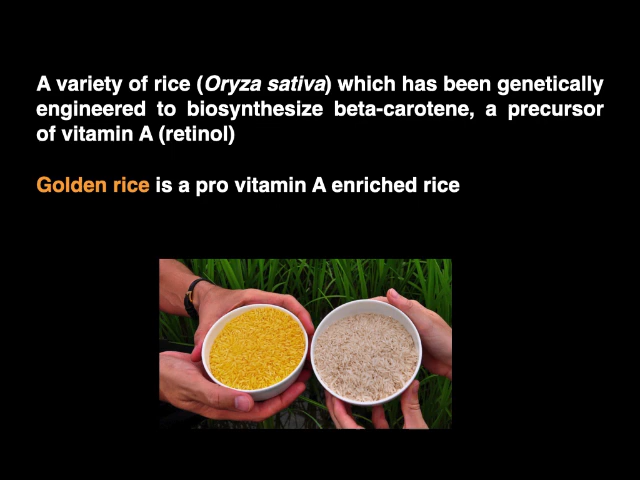 A variety of rice (Oryza sativa) which has been genetically
engineered to biosynthesize beta-carotene, a precursor
of vitamin A (retinol)
Golden rice is a pro vitamin A enriched rice